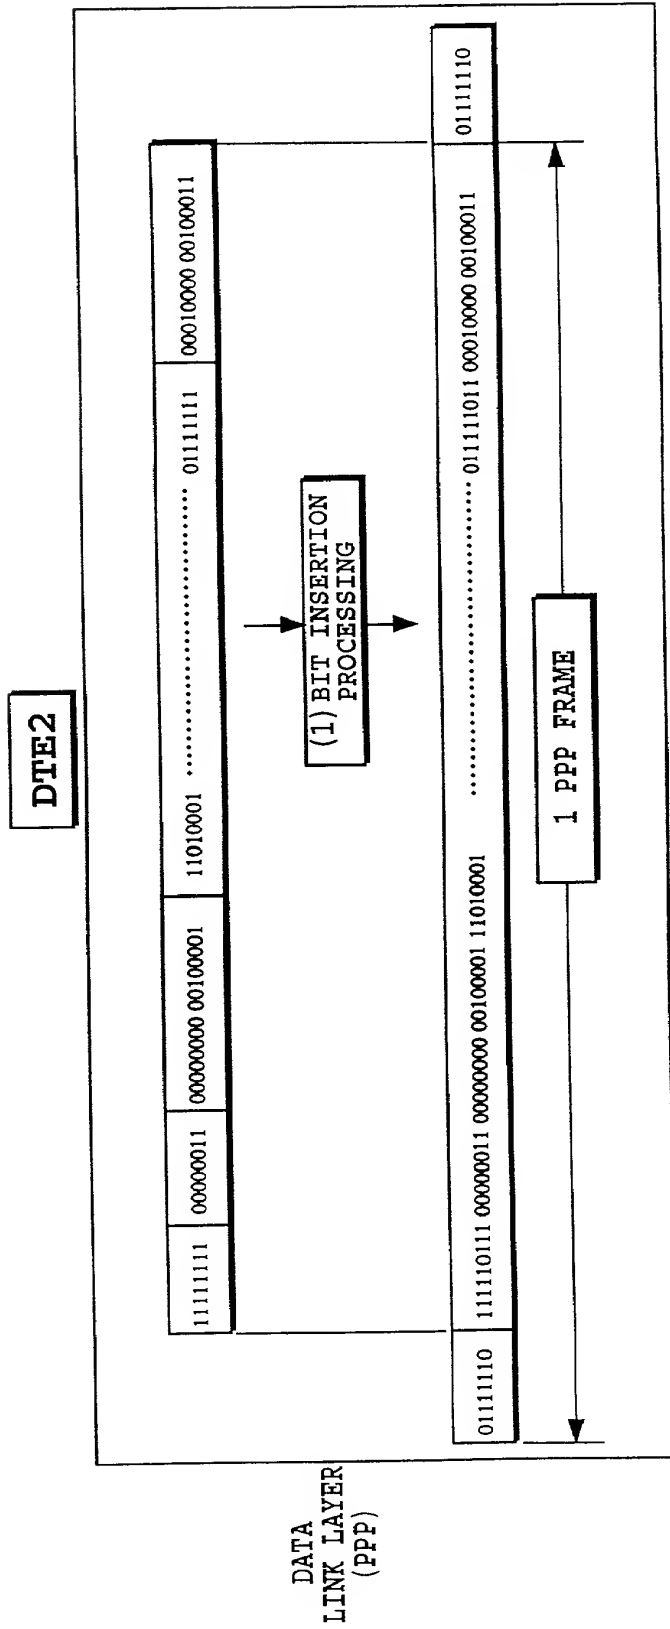 DTE2
DATA
LINK LAYER
(PPP)
11111111 00000011 00000000 00100001 11010001 ................................ 01111111 00010000 00100011
(1) BIT INSERTION
PROCESSING
01111110 111110111 00000011 00000000 00100001 11010001 ................................ 011111011 00010000 00100011 01111110
1 PPP FRAME